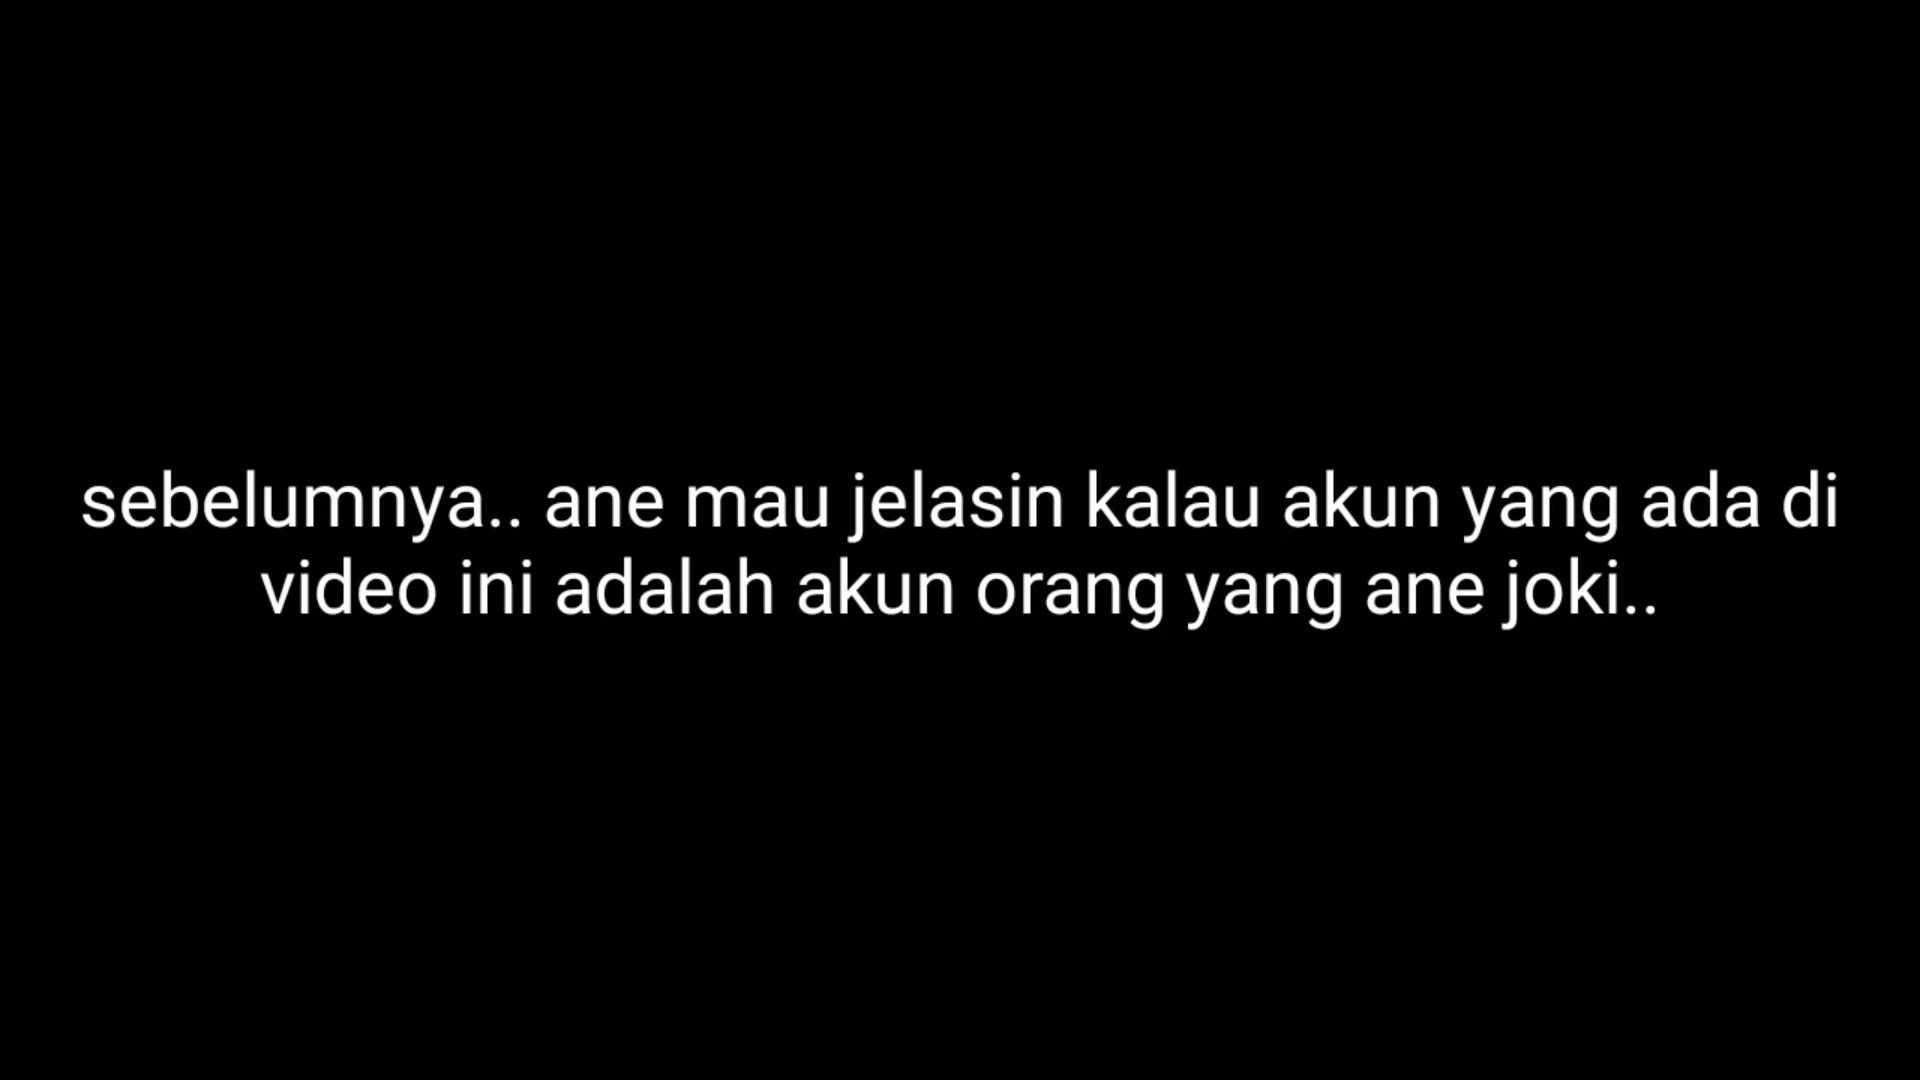 sebelumnya.. ane mau jelasin kalau akun yang ada di
video ini adalah akun orang yang ane joki..